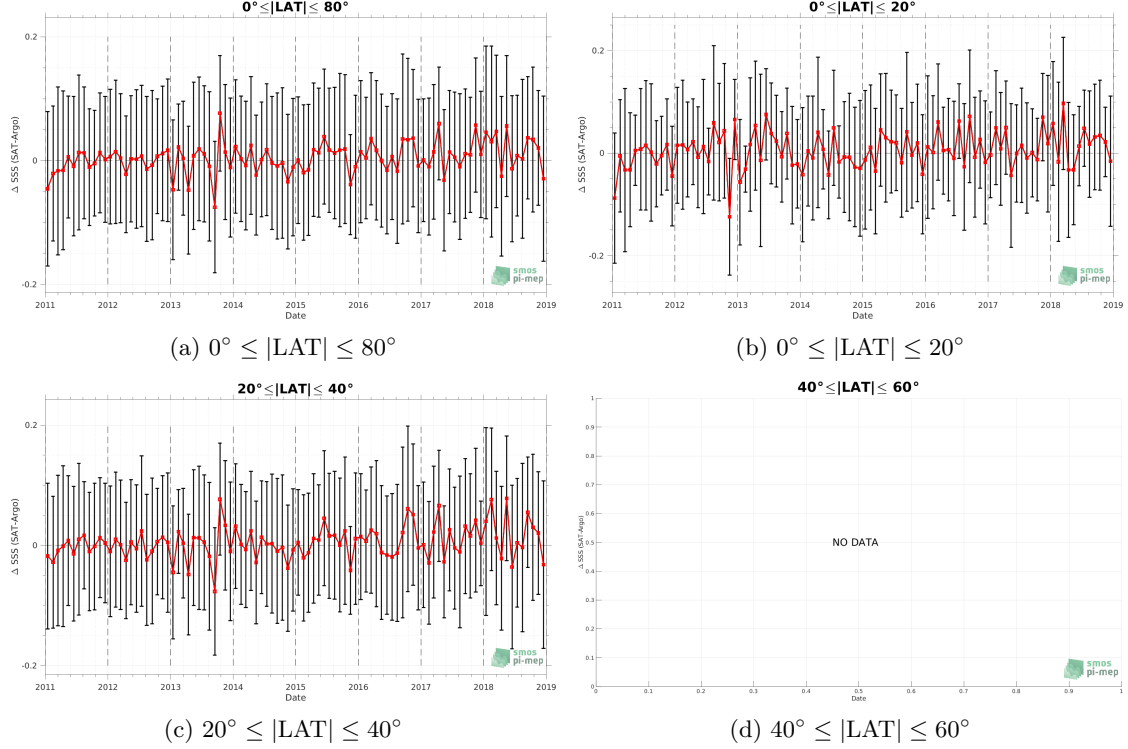 0°≤|LAT|≤ 80°
Δ SSS (SAT-Argo)
0.2
0
-0.2
2011 2012 2013 2014 2015 2016 2017 2018 2019
Date
smos
pi-mep
(a) 0° ≤ |LAT| ≤ 80°
0°≤|LAT|≤ 20°
Δ SSS (SAT-Argo)
0.2
0
-0.2
2011 2012 2013 2014 2015 2016 2017 2018 2019
Date
smos
pi-mep
(b) 0° ≤ |LAT| ≤ 20°
20°≤|LAT|≤ 40°
Δ SSS (SAT-Argo)
0.2
0
-0.2
2011 2012 2013 2014 2015 2016 2017 2018 2019
Date
smos
pi-mep
(c) 20° ≤ |LAT| ≤ 40°
40°≤|LAT|≤ 60°
Δ SSS (SAT-Argo)
1
0.9
0.8
0.7
0.6
0.5
0.4
0.3
0.2
0.1
0
NO DATA
0 0.1 0.2 0.3 0.4 0.5 0.6 0.7 0.8 0.9 1
Date
smos
pi-mep
(d) 40° ≤ |LAT| ≤ 60°